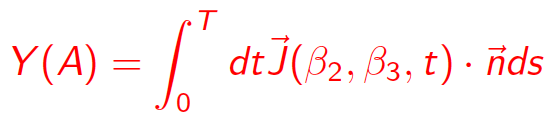 Y(A) = ∫₀ᵀ dt J⃗(β₂, β₃, t) · n⃗ds